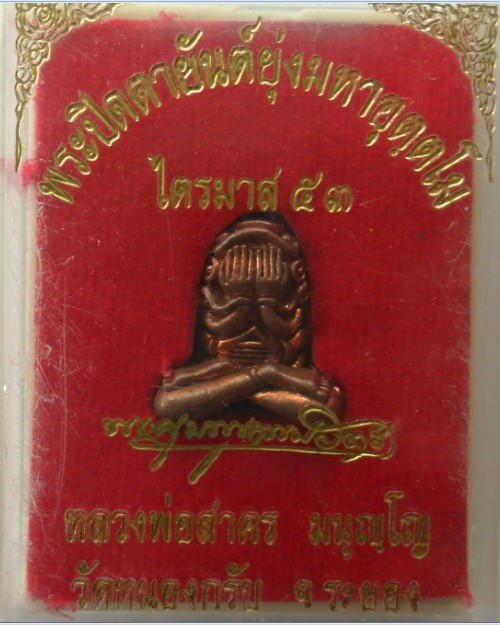 พระปิดตายันต์ยุ่งมหาอุตฺตโม
ไตรมาส ๕๓
หลวงพ่อสาคร มนุญฺโญ
วัดหนองกรับ จ.ระยอง